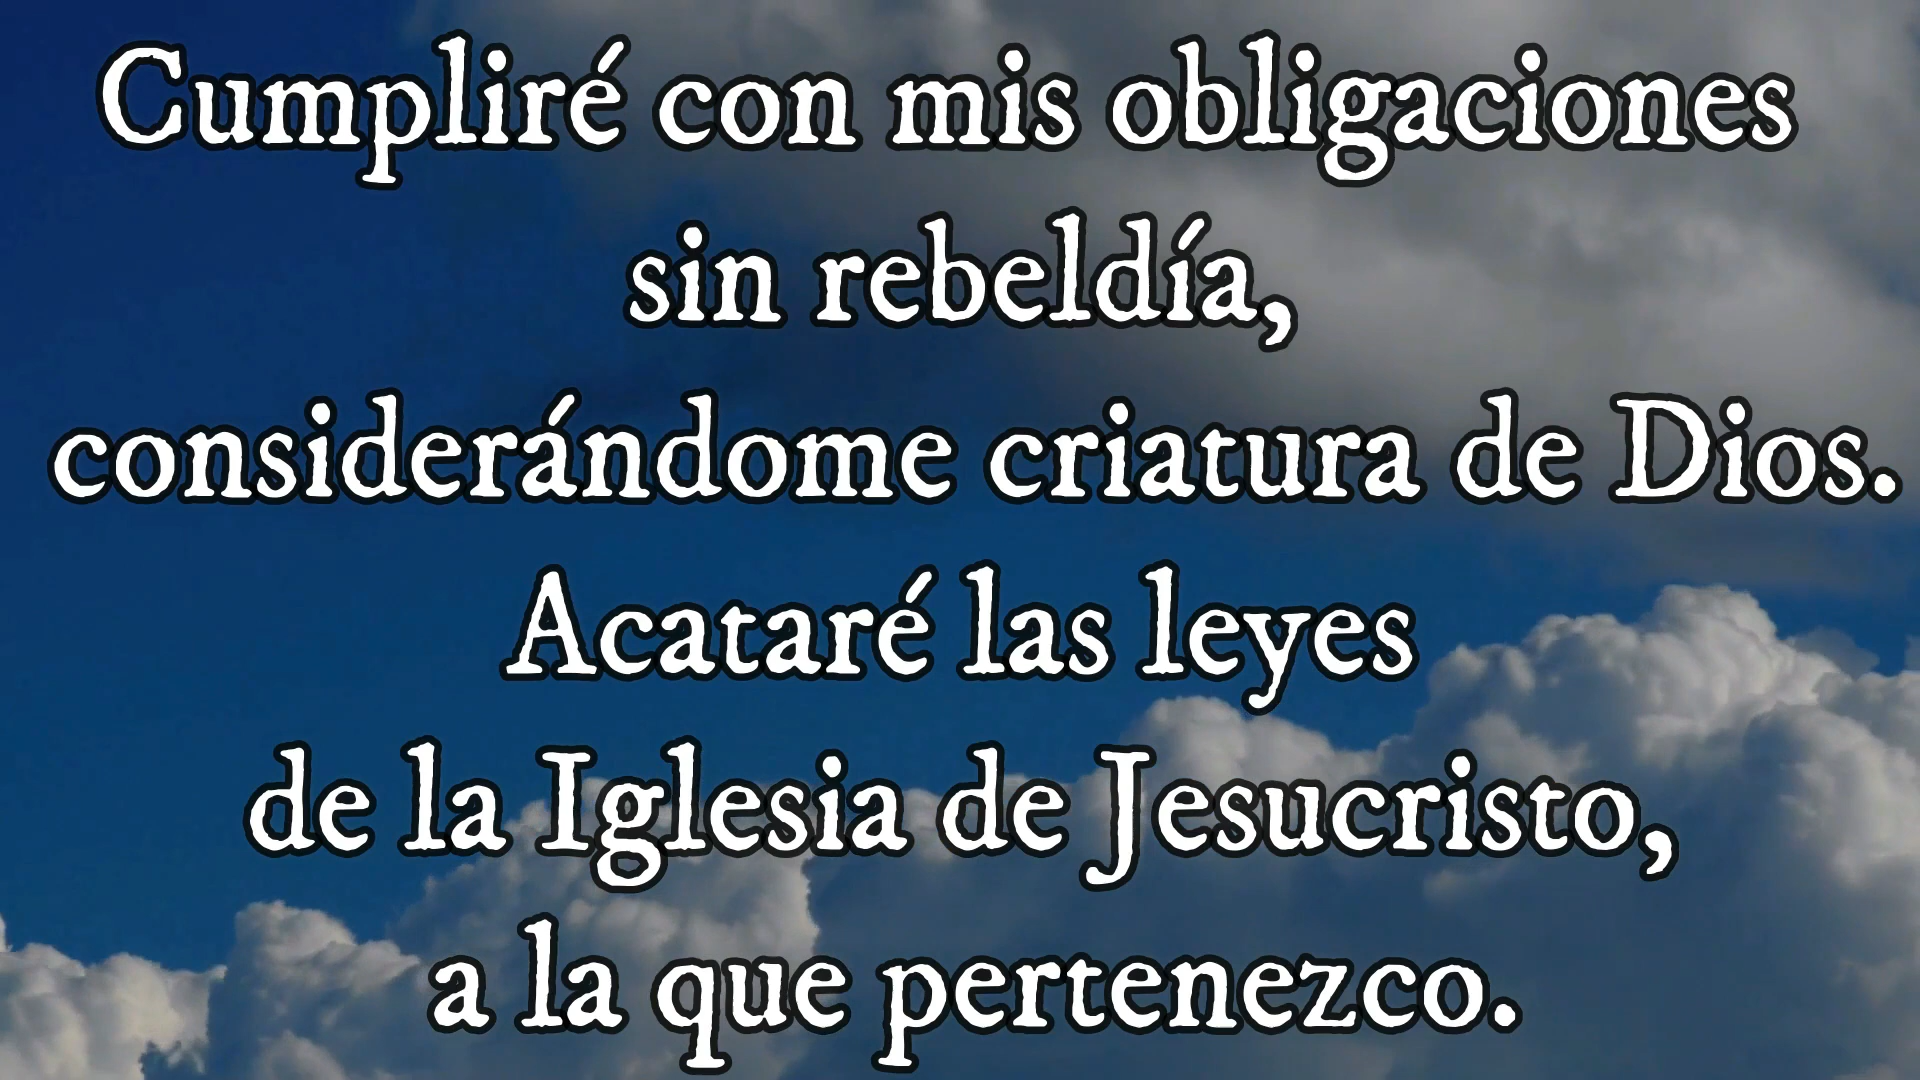 Cumpliré con mis obligaciones
sin rebeldía,
considerándome criatura de Dios.
Acataré las leyes
de la Iglesia de Jesucristo,
a la que pertenezco.